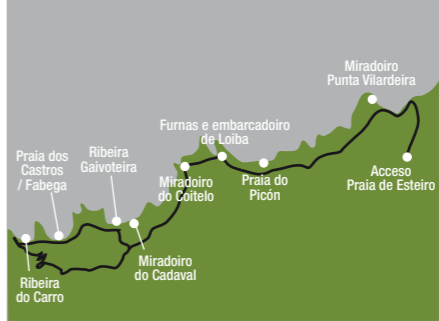 Miradoiro
Punta Vilardeira
Furnas e embarcadoiro
de Loiba
Praia dos
Castros
/ Fabega
Ribeira
Gaivoteira
Miradoiro
do Coitelo
Praia do
Picón
Acceso
Praia de Esteiro
Miradoiro
do Cadaval
Ribeira
do Carro